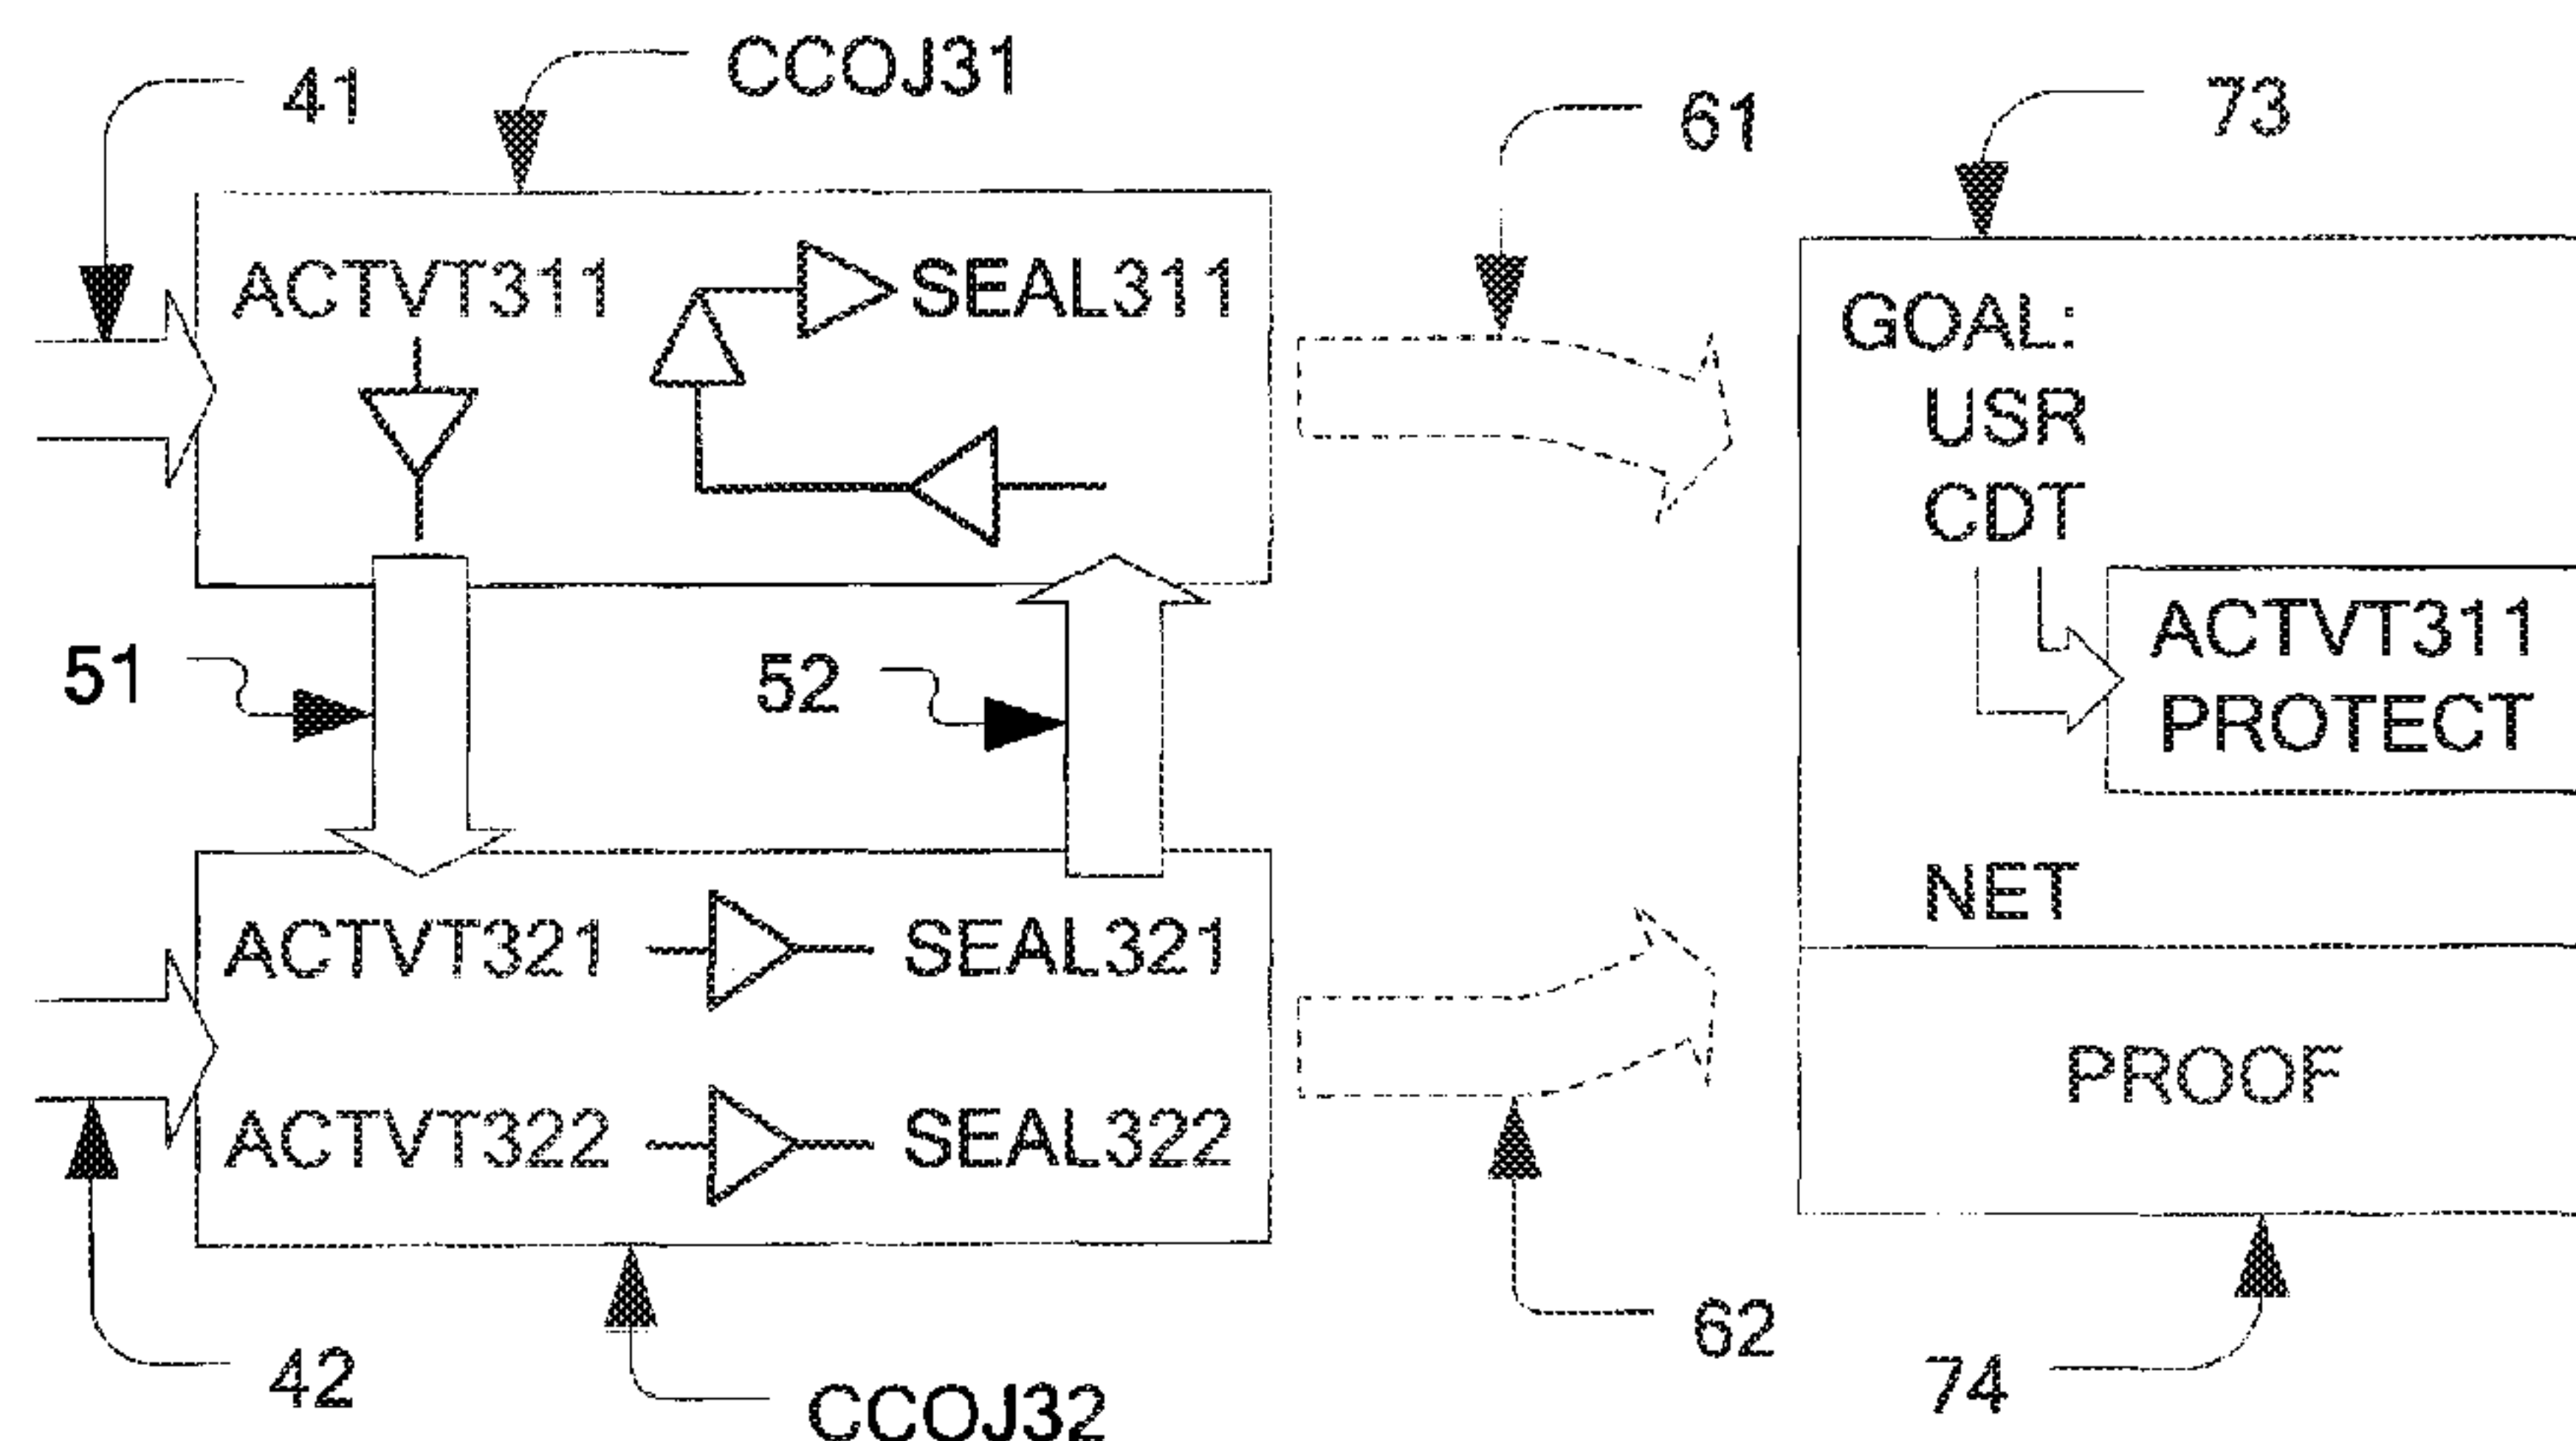 41
CCOJ31
61
73
ACTVT311
SEAL311
GOAL:
USR
CDT
ACTVT311
PROTECT
51
52
NET
ACTVT321
SEAL321
ACTVT322
SEAL322
PROOF
42
CCOJ32
62
74